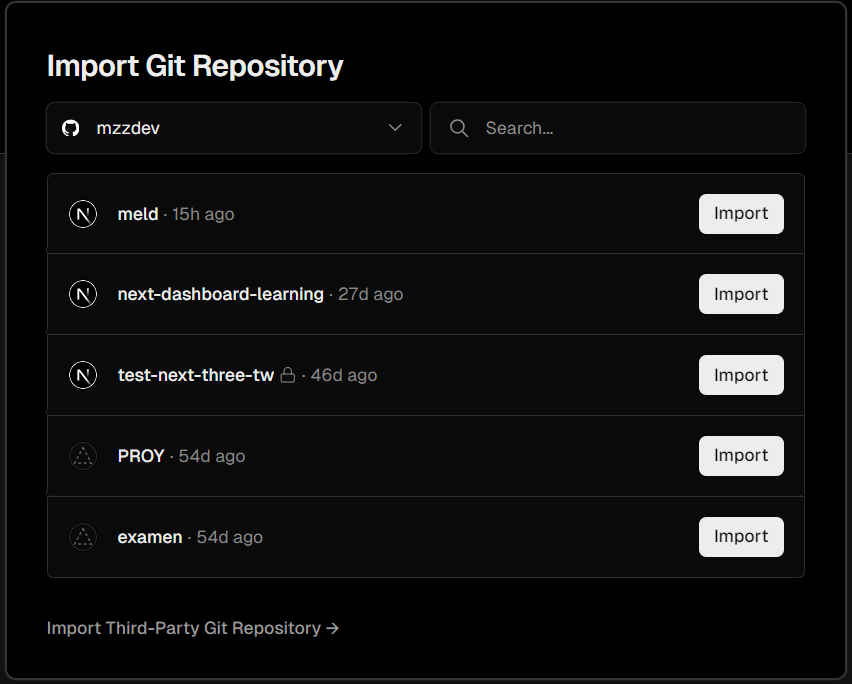 Import Git Repository
mzzdev
Search...
meld · 15h ago
Import
next-dashboard-learning · 27d ago
Import
test-next-three-tw · 46d ago
Import
PROY · 54d ago
Import
examen · 54d ago
Import
Import Third-Party Git Repository →